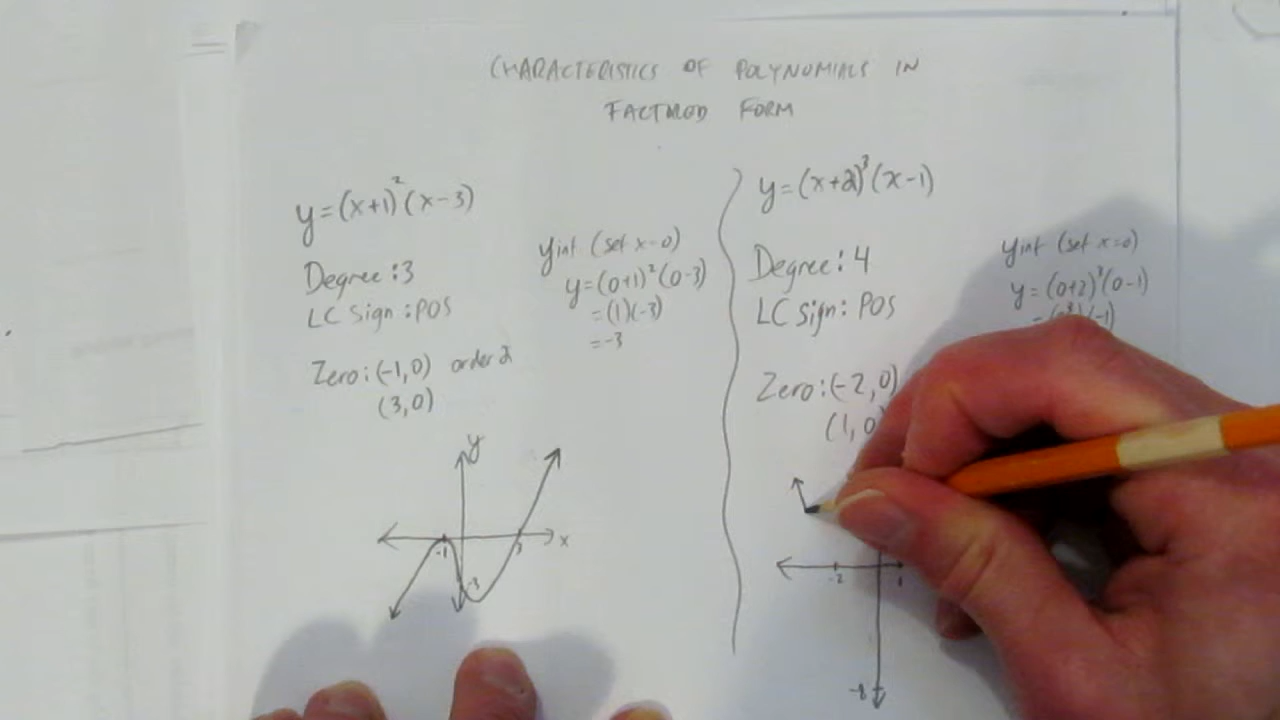 CHARACTERISTICS OF POLYNOMIALS IN
FACTORED FORM
y=(x+1)²(x-3)
Degree:3
LC Sign:POS
Zero:(-1,0) order 2
(3,0)
yint (set x=0)
y=(0+1)²(0-3)
=(1)(-3)
=-3
y
x
-1
3
-3
y=(x+2)³(x-1)
Degree:4
LC Sign: POS
Zero:(-2,0)
(1,0
yint (set x=0)
y=(0+2)³(0-1)
(-1)
-2
1
-8